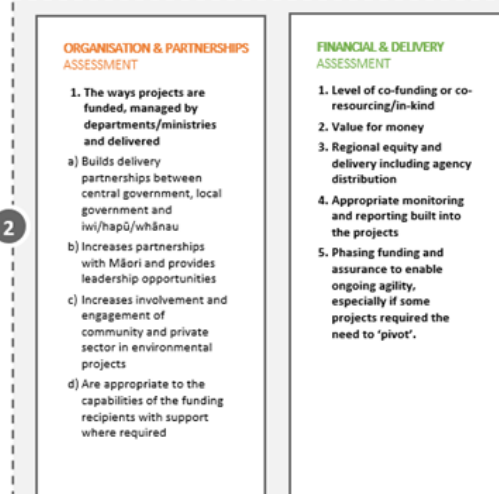 ORGANISATION & PARTNERSHIPS
ASSESSMENT
1. The ways projects are
funded, managed by
departments/ministries
and delivered
a) Builds delivery
partnerships between
central government, local
government and
iwi/hapū/whānau
b) Increases partnerships
with Māori and provides
leadership opportunities
c) Increases involvement and
engagement of
community and private
sector in environmental
projects
d) Are appropriate to the
capabilities of the funding
recipients with support
where required
2
FINANCIAL & DELIVERY
ASSESSMENT
1. Level of co-funding or co-
resourcing/in-kind
2. Value for money
3. Regional equity and
delivery including agency
distribution
4. Appropriate monitoring
and reporting built into
the projects
5. Phasing funding and
assurance to enable
ongoing agility,
especially if some
projects required the
need to ‘pivot’.